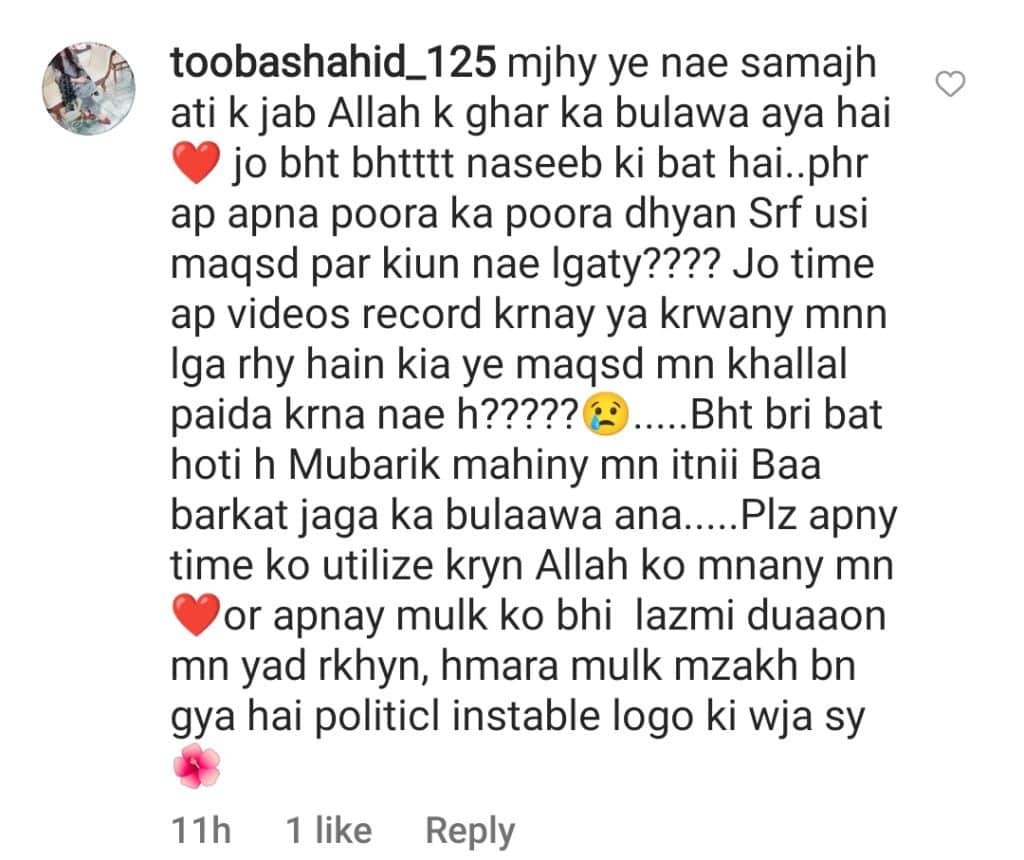 toobashahid_125 mjhy ye nae samajh
ati k jab Allah k ghar ka bulawa aya hai
❤️ jo bht bhtttt naseeb ki bat hai..phr
ap apna poora ka poora dhyan Srf usi
maqsd par kiun nae lgaty???? Jo time
ap videos record krnay ya krwany mnn
lga rhy hain kia ye maqsd mn khallal
paida krna nae h?????😢.....Bht bri bat
hoti h Mubarik mahiny mn itnii Baa
barkat jaga ka bulaawa ana.....Plz apny
time ko utilize kryn Allah ko mnany mn
❤️or apnay mulk ko bhi  lazmi duaaon
mn yad rkhyn, hmara mulk mzakh bn
gya hai politicl instable logo ki wja sy
🌺
11h 1 like Reply